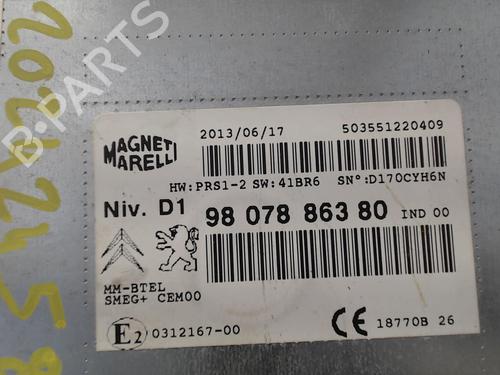 B-PARTS
2013/06/17 503551220409
MAGNETI
MARELLI
HW:PRS1-2 SW:41BR6 SN°:D170CYH6N
Niv. D1 98 078 863 80 IND 00
MM-BTEL
SMEG+ CEM00
E2 0312167-00 CE 18770B 26